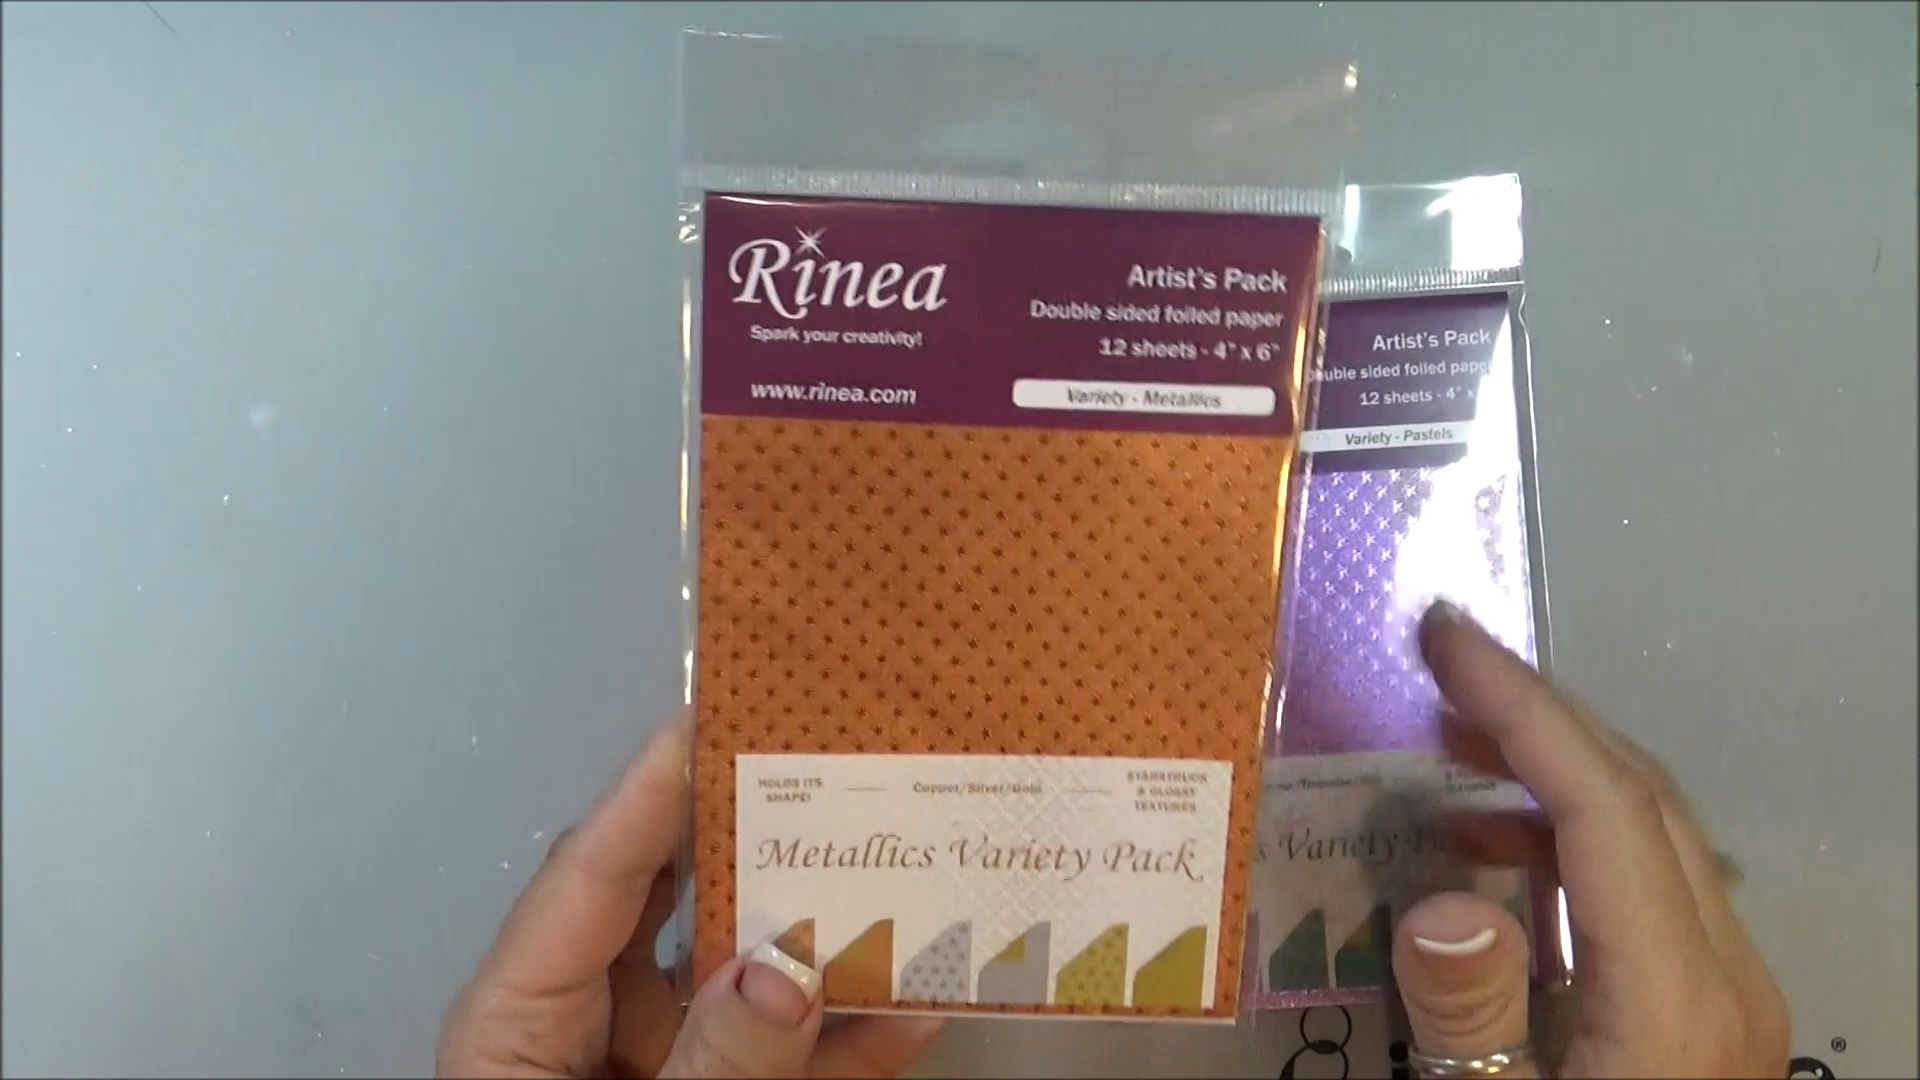 Rinea
Spark your creativity!
www.rinea.com
Artist's Pack
Double sided foiled paper
12 sheets - 4" x 6"
Variety - Metallics
HOLDS ITS
SHAPE!
Copper/Silver/Gold
STARSTRUCK
& GLOSSY
TEXTURES
Metallics Variety Pack
Artist's Pack
sided foiled
12 sheets - 4" x
Variety - Pastels
s Variety
®